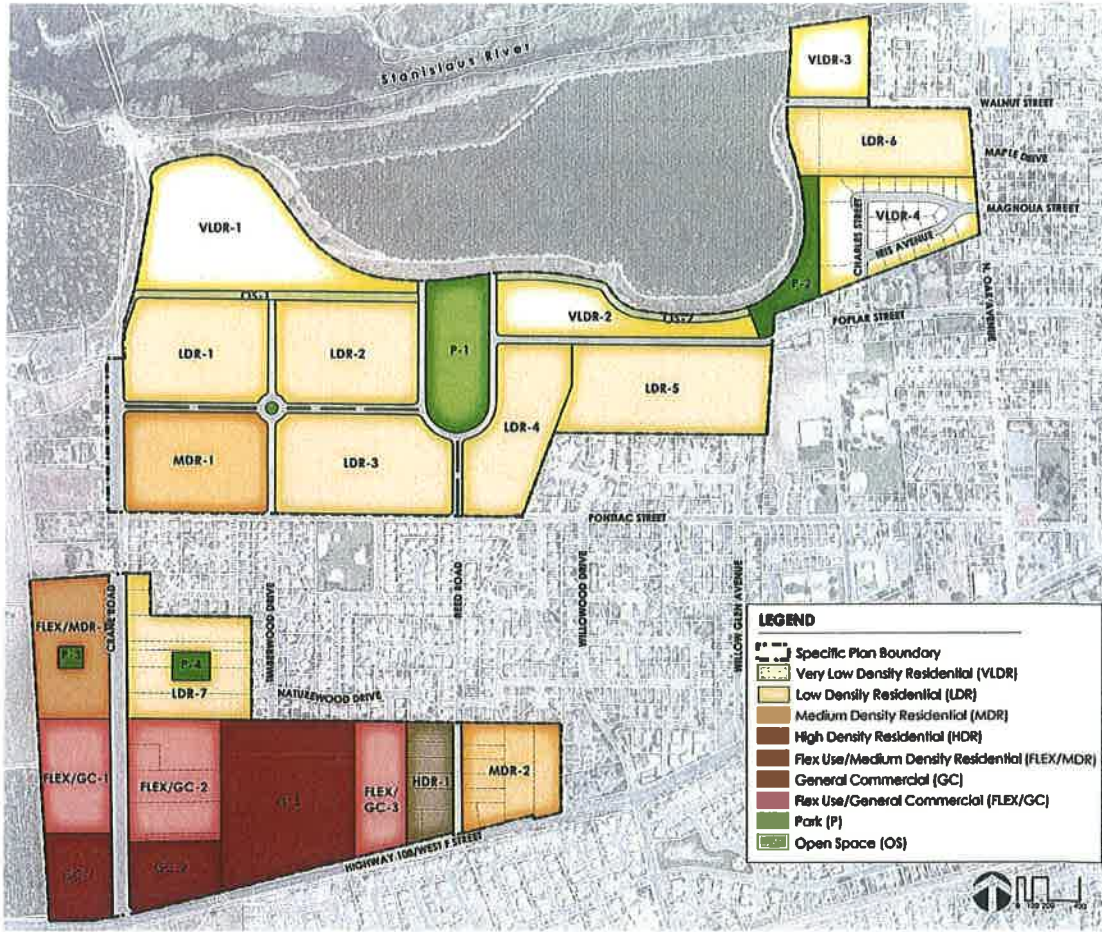 Stanislaus River
VLDR-3
WALNUT STREET
LDR-6
MAPLE DRIVE
MAGNOLIA STREET
VLDR-4
CHARLES STREET
IRIS AVENUE
N. OAK AVENUE
VLDR-1
OS-1
P-2
VLDR-2
OS-2
POPLAR STREET
LDR-1
LDR-2
P-1
LDR-5
LDR-4
MDR-1
LDR-3
PONTIAC STREET
CRANE ROAD
TIMBERWOOD DRIVE
REED ROAD
WILLOWOOD DRIVE
WILLOW GLEN AVENUE
FLEX/MDR-1
P-3
P-4
LDR-7
NATUREWOOD DRIVE
FLEX/GC-1
FLEX/GC-2
FLEX/
GC-3
HDR-1
MDR-2
GC-2
HIGHWAY 108/WEST F STREET
LEGEND
Specific Plan Boundary
Very Low Density Residential (VLDR)
Low Density Residential (LDR)
Medium Density Residential (MDR)
High Density Residential (HDR)
Flex Use/Medium Density Residential (FLEX/MDR)
General Commercial (GC)
Flex Use/General Commercial (FLEX/GC)
Park (P)
Open Space (OS)